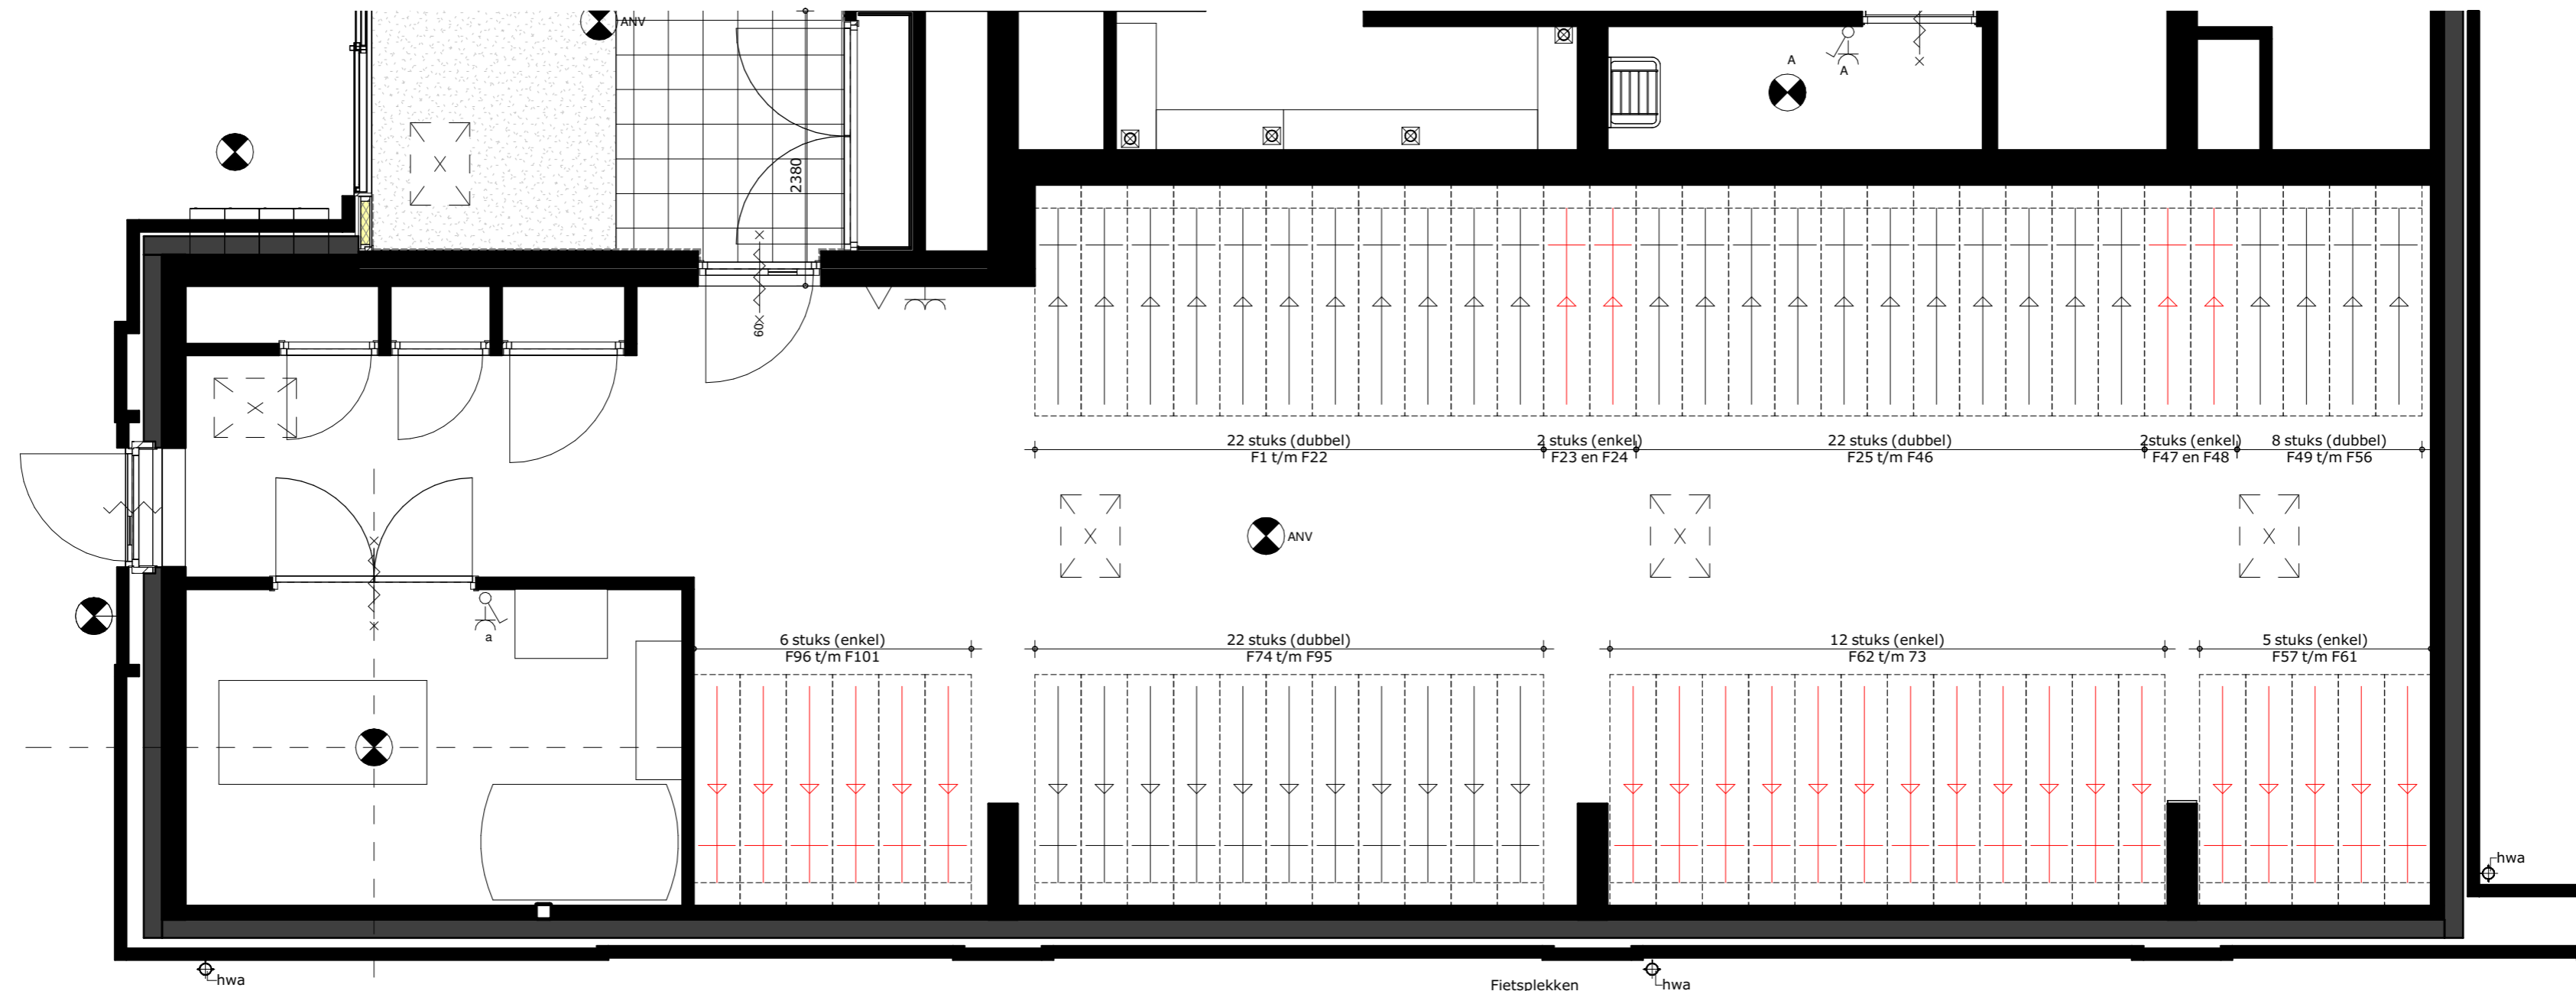 ANV
2380
60
A
A
22 stuks (dubbel)
F1 t/m F22
2 stuks (enkel)
F23 en F24
22 stuks (dubbel)
F25 t/m F46
2stuks (enkel)
F47 en F48
8 stuks (dubbel)
F49 t/m F56
ANV
a
6 stuks (enkel)
F96 t/m F101
22 stuks (dubbel)
F74 t/m F95
12 stuks (enkel)
F62 t/m 73
5 stuks (enkel)
F57 t/m F61
hwa
hwa
Fietsplekken
hwa